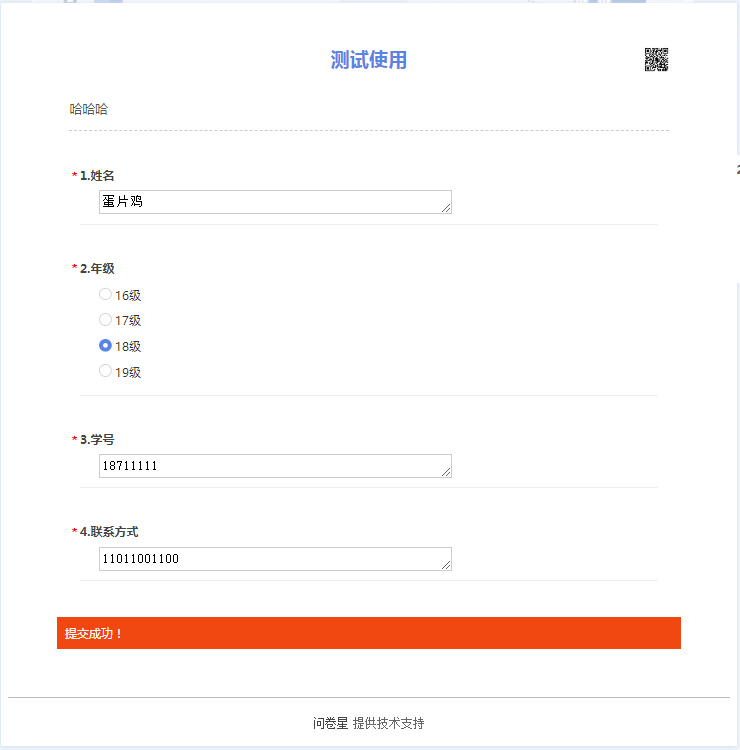 测试使用
哈哈哈
* 1.姓名
蛋片鸡
* 2.年级
16级
17级
18级
19级
* 3.学号
18711111
* 4.联系方式
11011001100
提交成功！
问卷星 提供技术支持